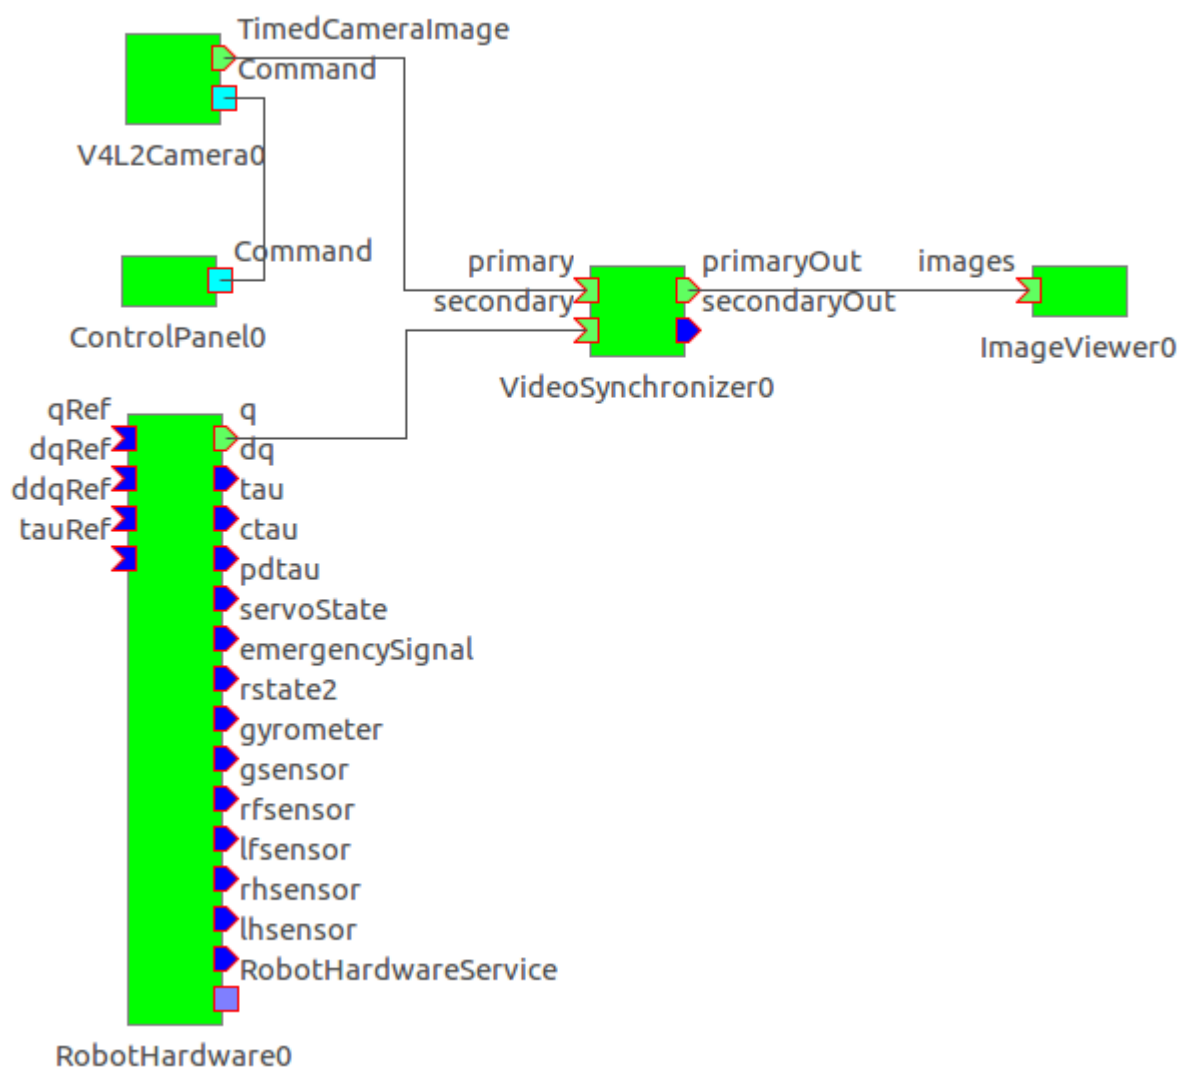 TimedCameraImage
Command
V4L2Camera0
Command
ControlPanel0
primary
secondary
primaryOut
secondaryOut
VideoSynchronizer0
images
ImageViewer0
qRef
dqRef
ddqRef
tauRef
q
dq
tau
ctau
pdtau
servoState
emergencySignal
rstate2
gyrometer
gsensor
rfsensor
lfsensor
rhsensor
lhsensor
RobotHardwareService
RobotHardware0